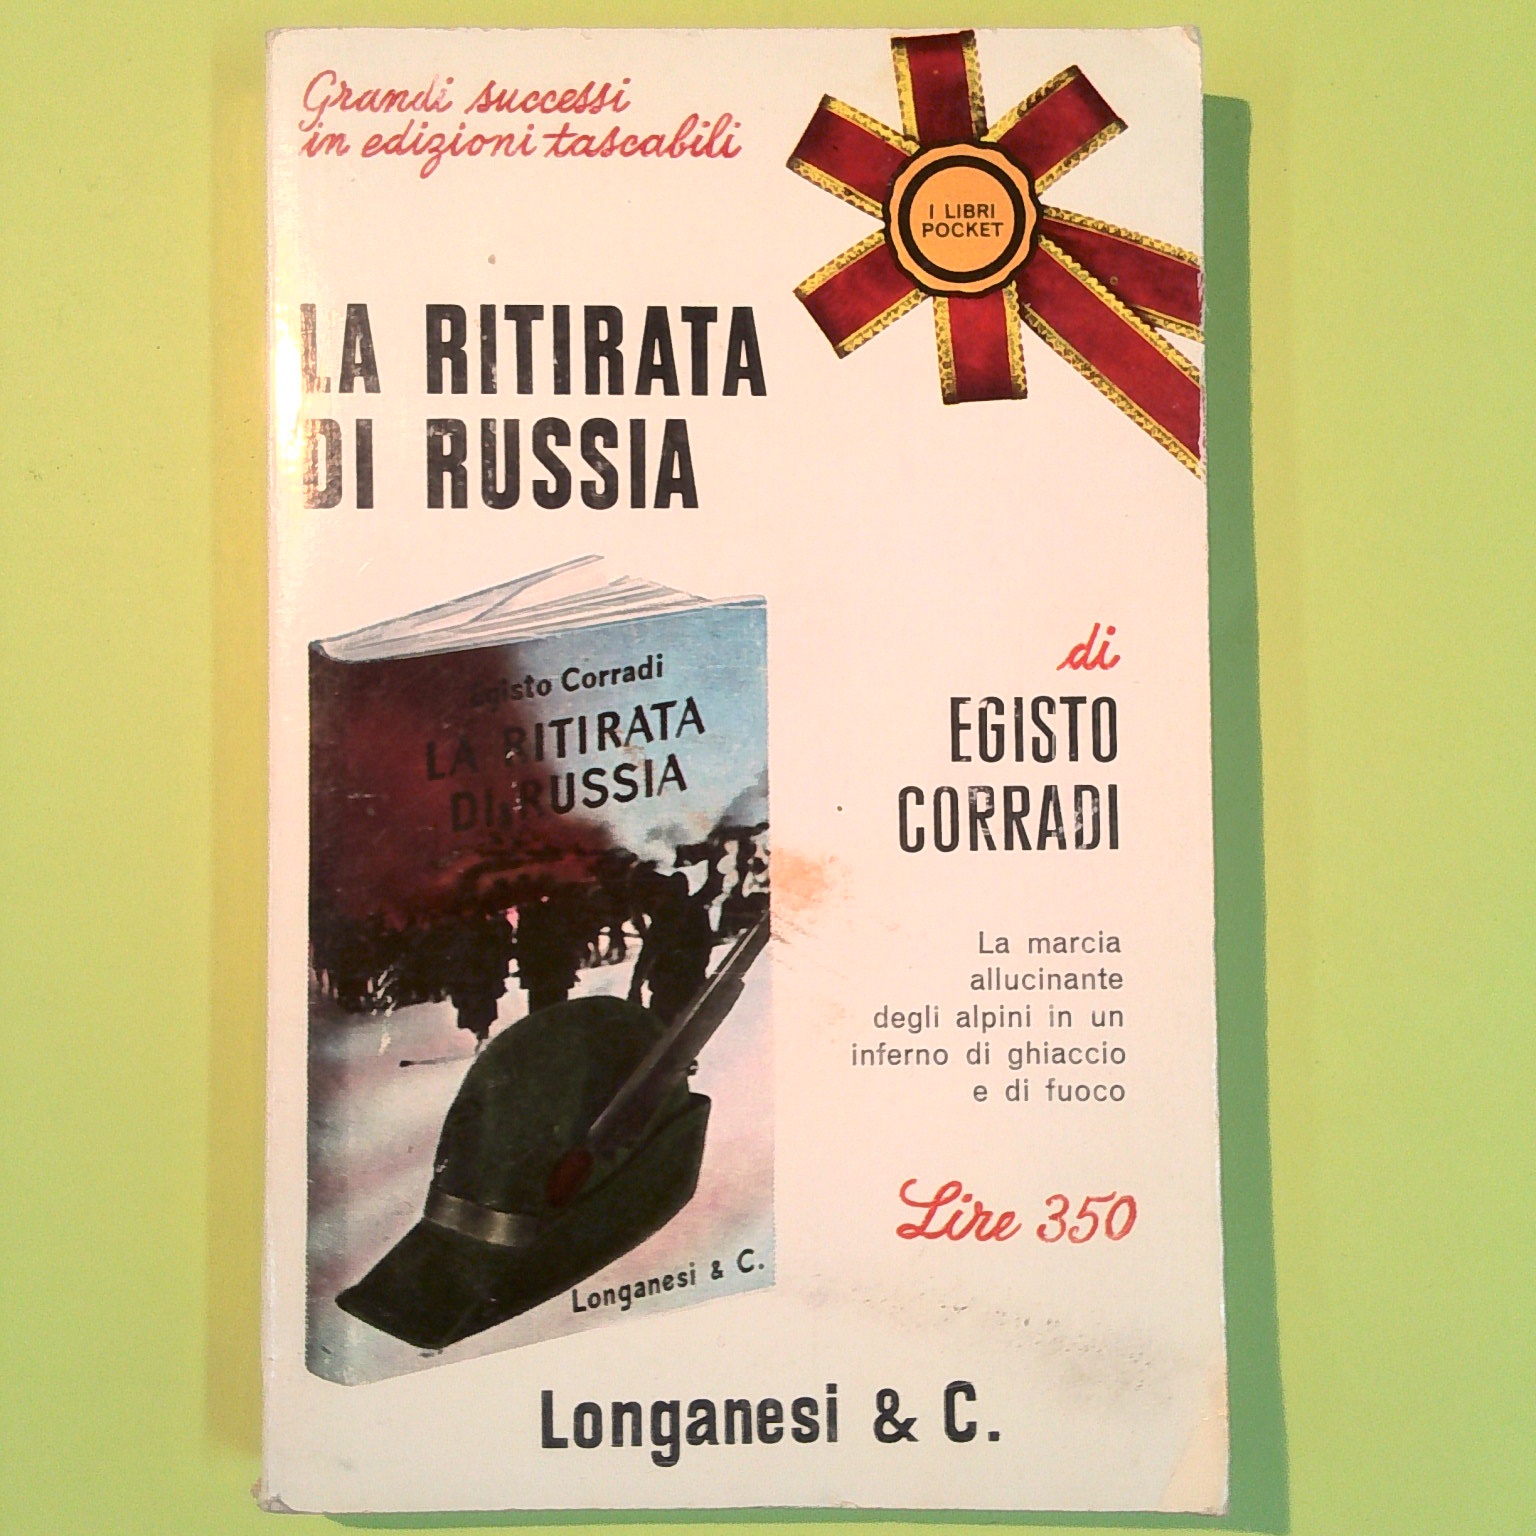 Grandi successi
in edizioni tascabili
I LIBRI
POCKET
LA RITIRATA
DI RUSSIA
Egisto Corradi
LA RITIRATA
DI RUSSIA
Longanesi & C.
di
EGISTO
CORRADI
La marcia
allucinante
degli alpini in un
inferno di ghiaccio
e di fuoco
Lire 350
Longanesi & C.